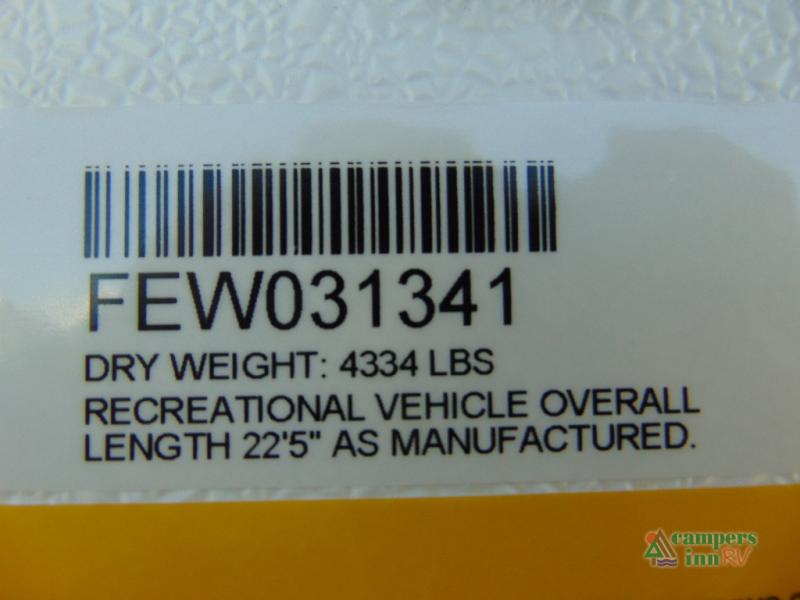 FEW031341
DRY WEIGHT: 4334 LBS
RECREATIONAL VEHICLE OVERALL
LENGTH 22'5" AS MANUFACTURED.
campers
inn RV